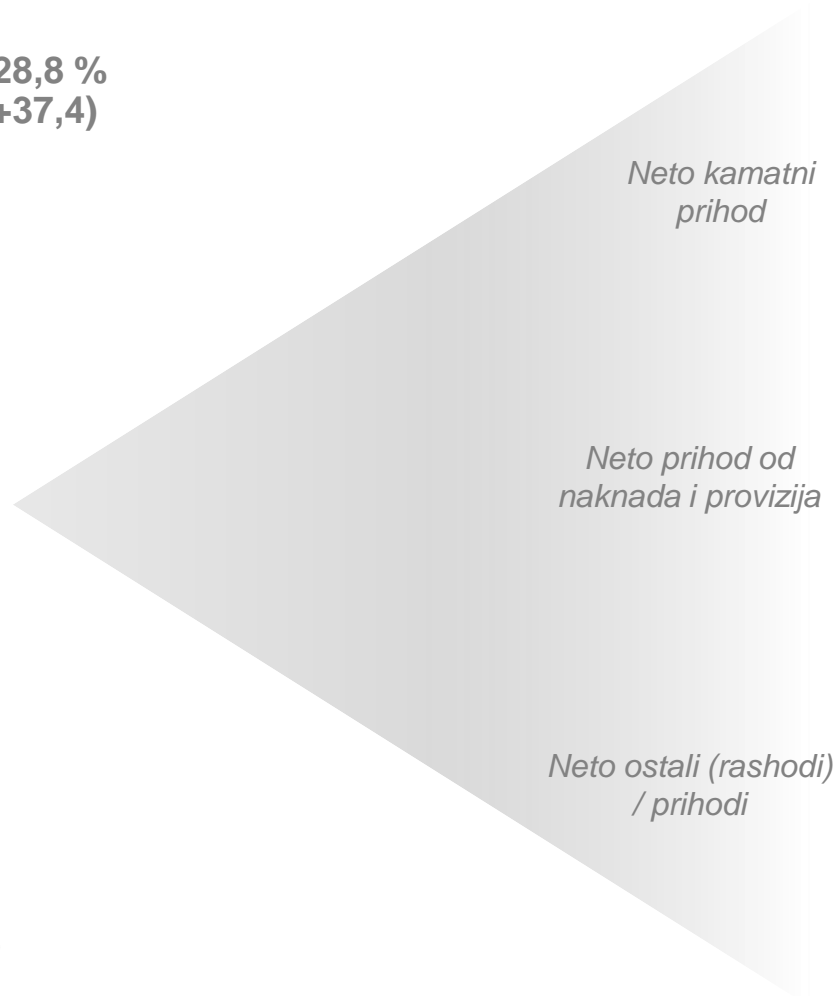 28,8 %
+37,4)
Neto kamatni
prihod
Neto prihod od
naknada i provizija
Neto ostali (rashodi)
/ prihodi